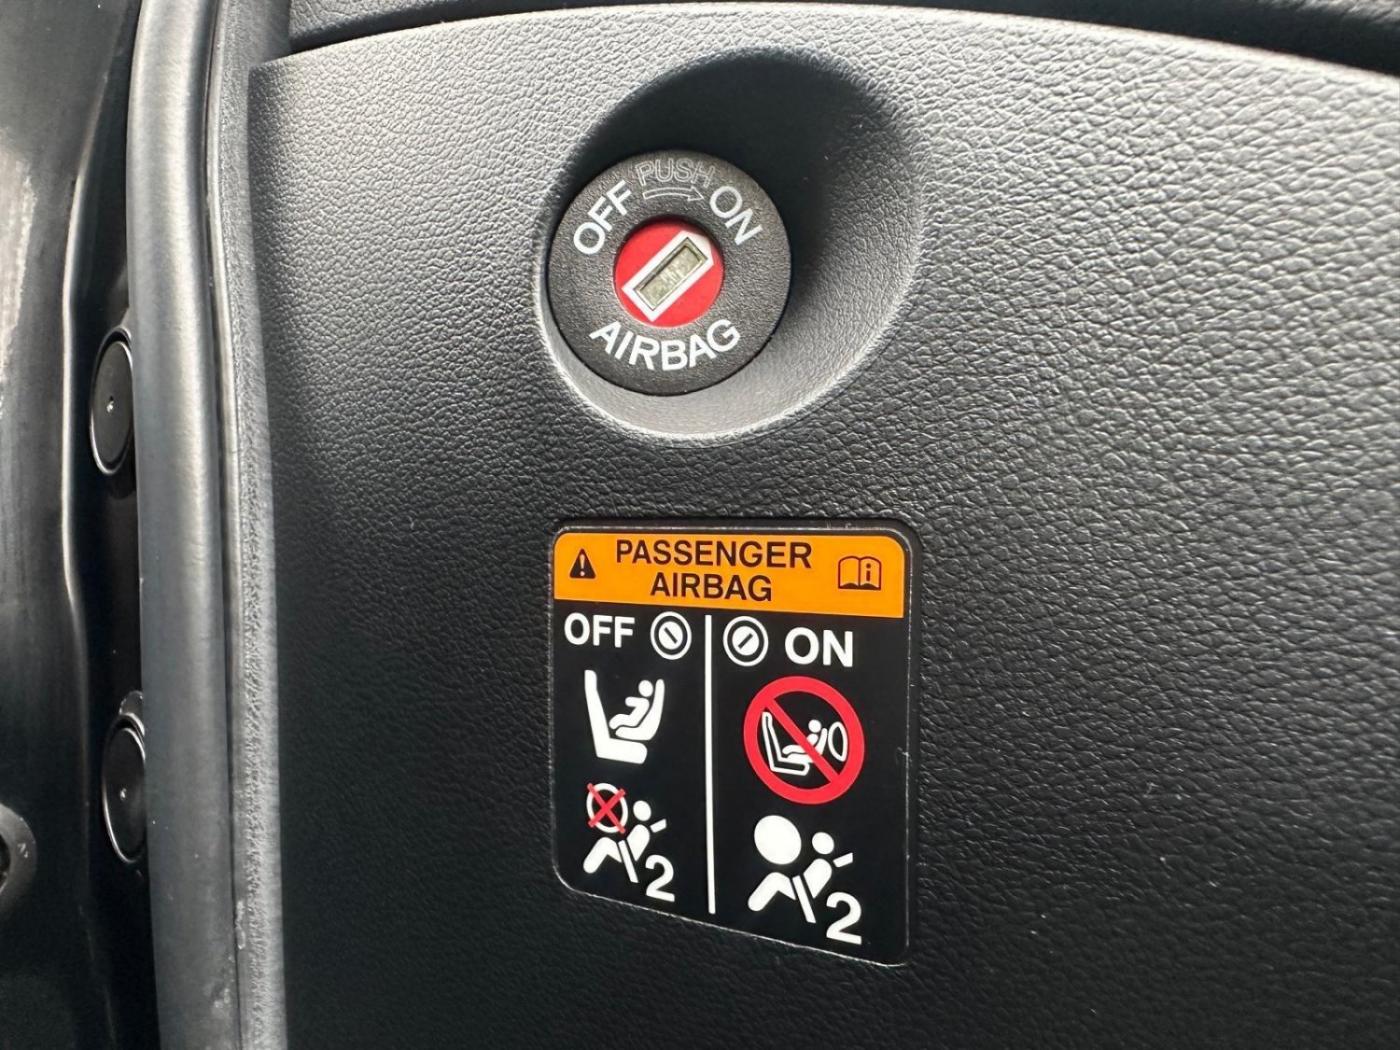 PUSH
OFF ON
AIRBAG
PASSENGER
AIRBAG
OFF ON
2 2